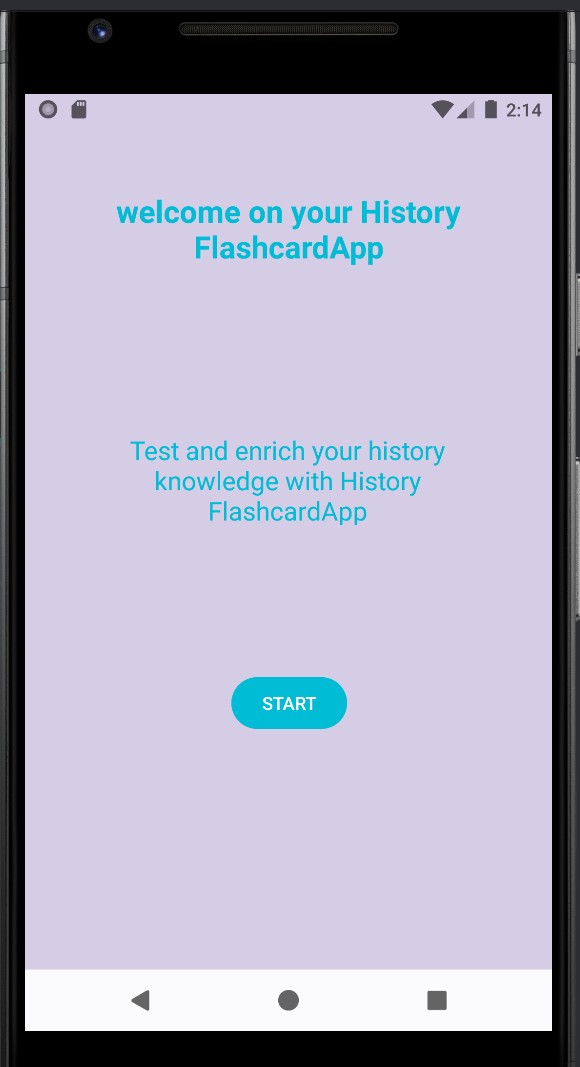 2:14
welcome on your History
FlashcardApp
Test and enrich your history
knowledge with History
FlashcardApp
START